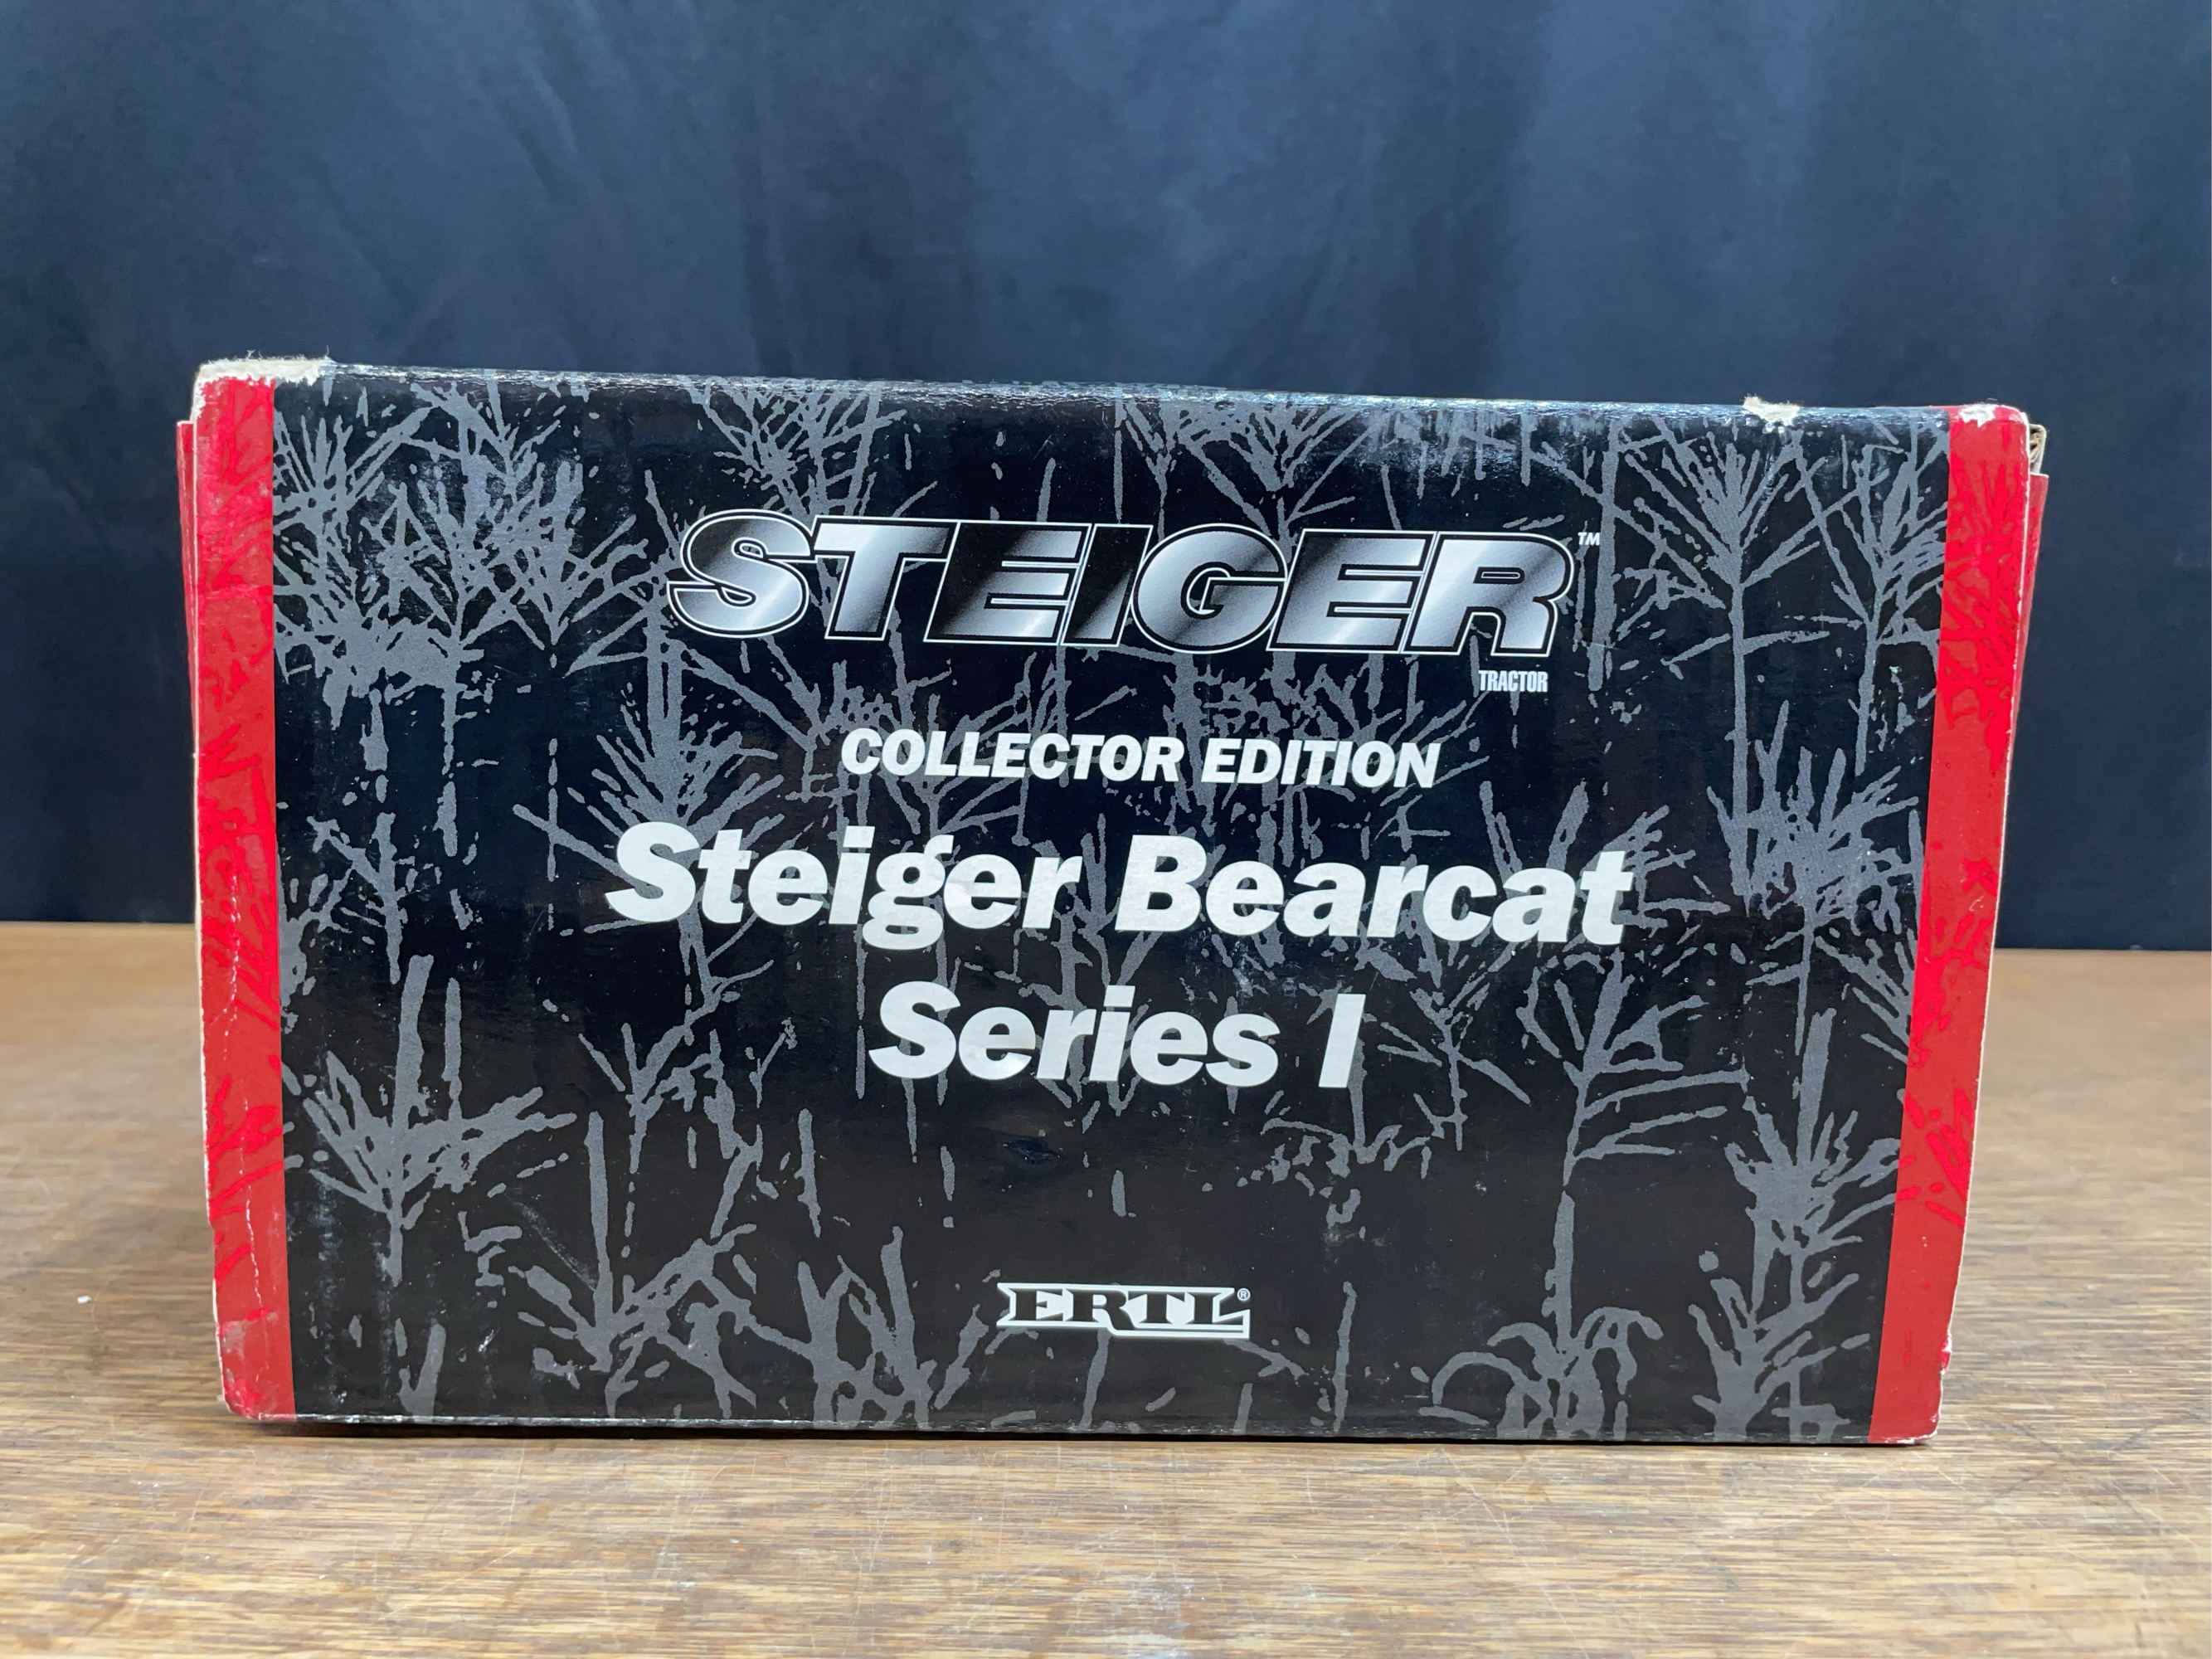 STEIGER™
TRACTOR
COLLECTOR EDITION
Steiger Bearcat
Series I
ERTL®